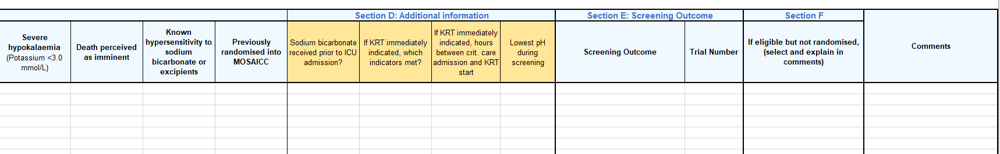 Section D: Additional information
Section E: Screening Outcome
Section F
Severe
hypokalaemia
(Potassium <3.0
mmol/L)
Death perceived
as imminent
Known
hypersensitivity to
sodium
bicarbonate or
excipients
Previously
randomised into
MOSAICC
Sodium bicarbonate
received prior to ICU
admission?
If KRT immediately
indicated, which
indicators met?
If KRT immediately
indicated, hours
between crit. care
admission and KRT
start
Lowest pH
during
screening
Screening Outcome
Trial Number
If eligible but not randomised,
(select and explain in
comments)
Comments